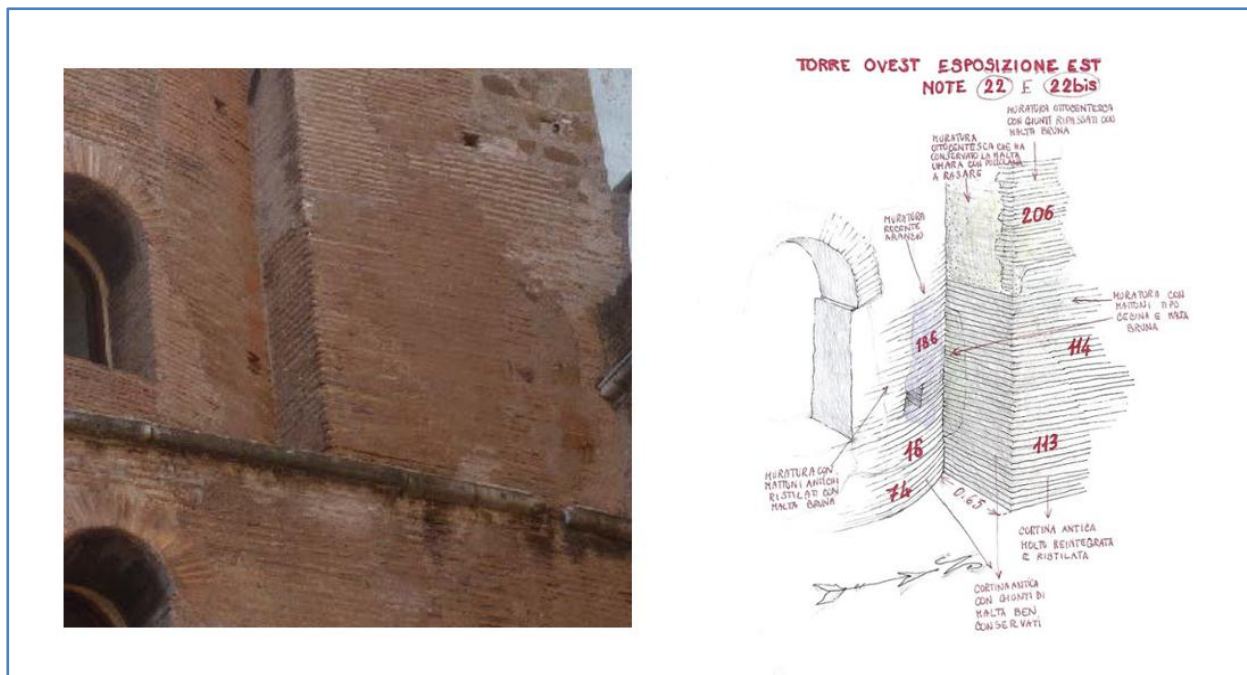 TORRE OVEST ESPOSIZIONE EST
NOTE 22 E 22bis
MURATURA OTTOCENTESCA
CON GIUNTI RIPASSATI CON
MALTA BRUNA
MURATURA
OTTOCENTESCA CHE HA
CONSERVATO LA MALTA
CHIARA CON POZZOLANA
A RASARE
206
MURATURA
RECENTE
ARANCIO
MURATURA CON
MATTONI TIPO
E MALTA
BRUNA
186
114
16
113
74
0.65
MURATURA CON
MATTONI ANTICHI
RISTILATI CON
MALTA BRUNA
CORTINA ANTICA
MOLTO REINTEGRATA
E RISTILATA
CORTINA ANTICA
CON GIUNTI DI
MALTA BEN
CONSERVATI